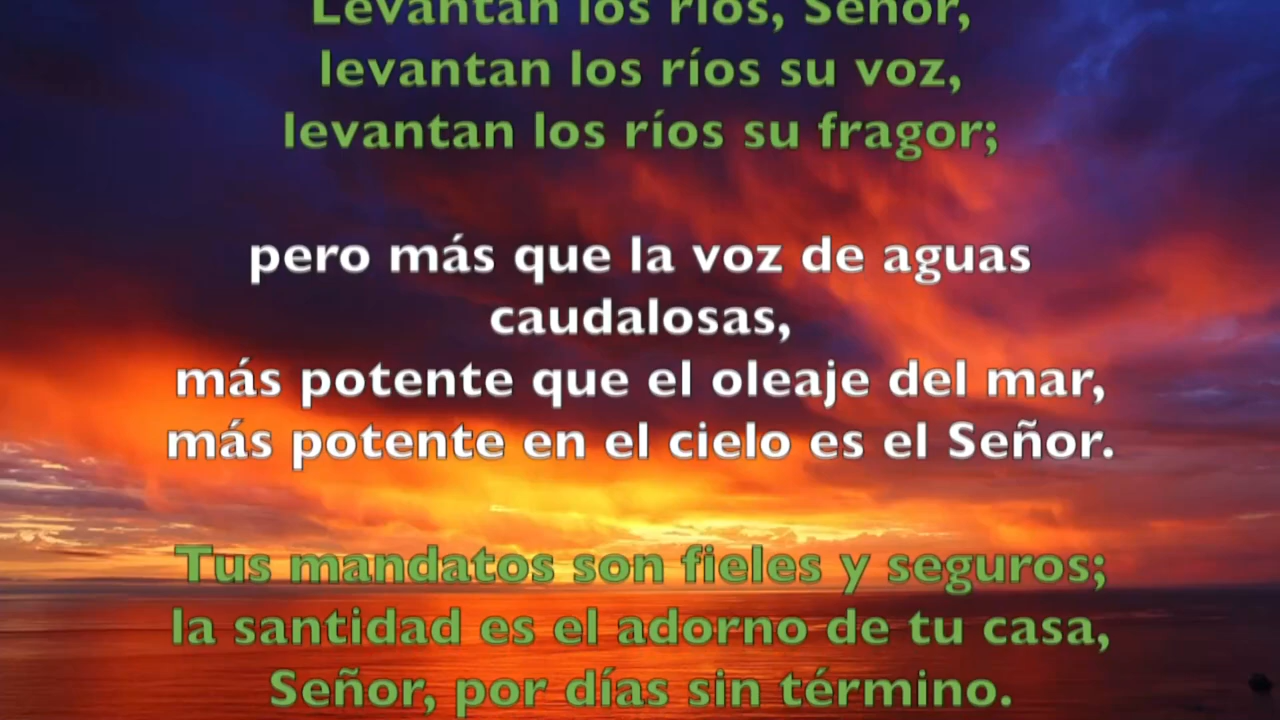 Levantan los ríos, Señor,
levantan los ríos su voz,
levantan los ríos su fragor;
pero más que la voz de aguas
caudalosas,
más potente que el oleaje del mar,
más potente en el cielo es el Señor.
Tus mandatos son fieles y seguros;
la santidad es el adorno de tu casa,
Señor, por días sin término.